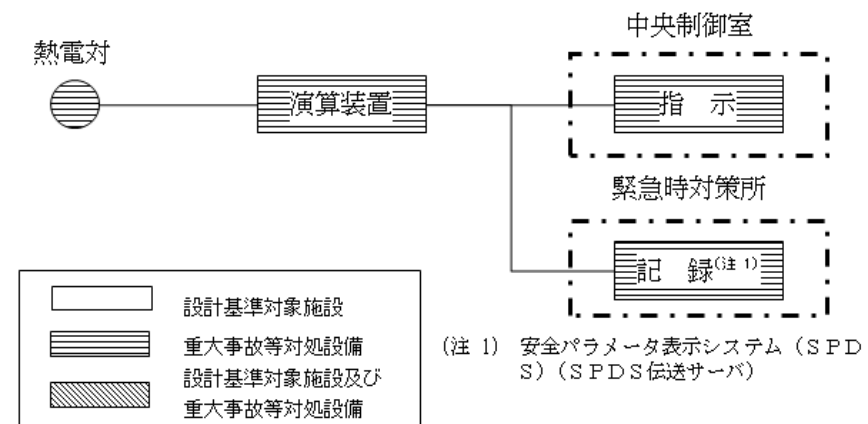 中央制御室
熱電対
演算装置
指 示
緊急時対策所
記 録(注1)
設計基準対象施設
重大事故等対処設備
設計基準対象施設及び
重大事故等対処設備
(注 1) 安全パラメータ表示システム(SPD
S)(SPDS伝送サーバ)